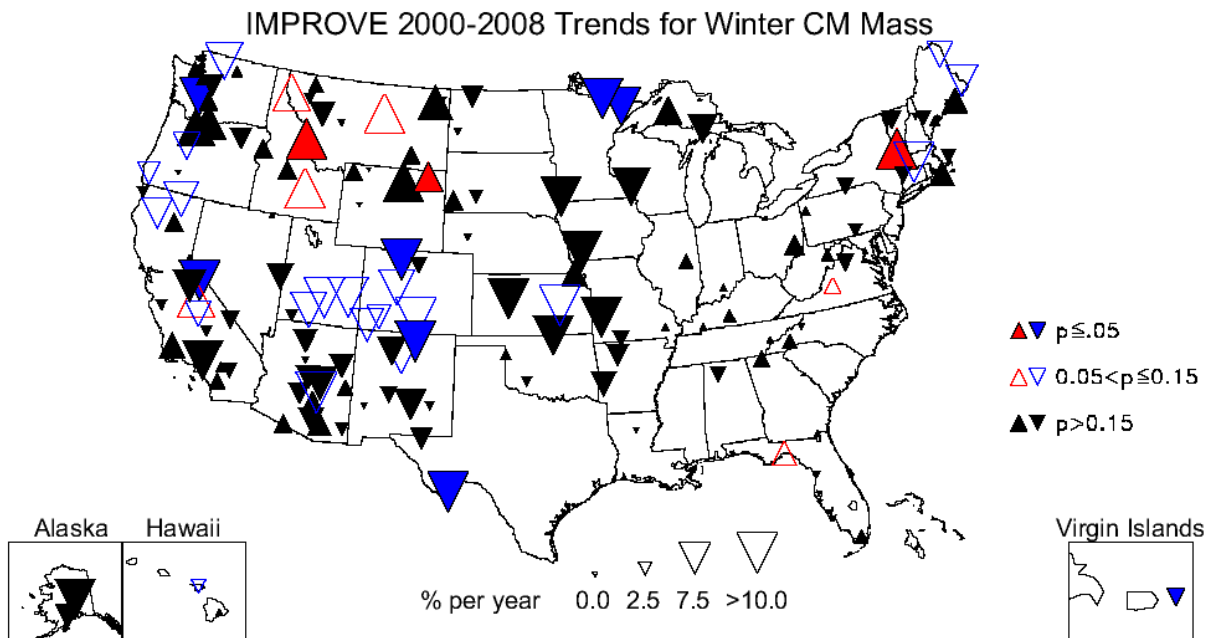 IMPROVE 2000-2008 Trends for Winter CM Mass
p≤.05
0.05<p≦0.15
p>0.15
Alaska Hawaii
Virgin Islands
% per year 0.0 2.5 7.5 >10.0